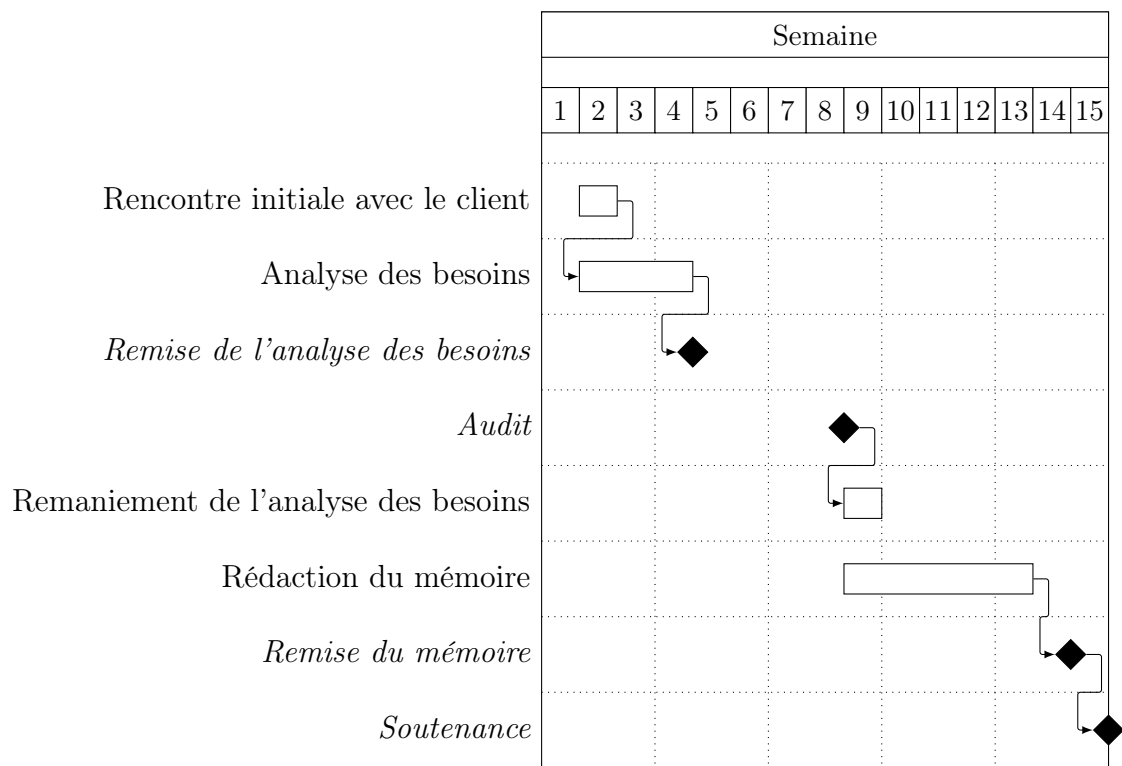 Semaine
1 2 3 4 5 6 7 8 9 10 11 12 13 14 15
Rencontre initiale avec le client
Analyse des besoins
Remise de l'analyse des besoins
Audit
Remaniement de l'analyse des besoins
Rédaction du mémoire
Remise du mémoire
Soutenance